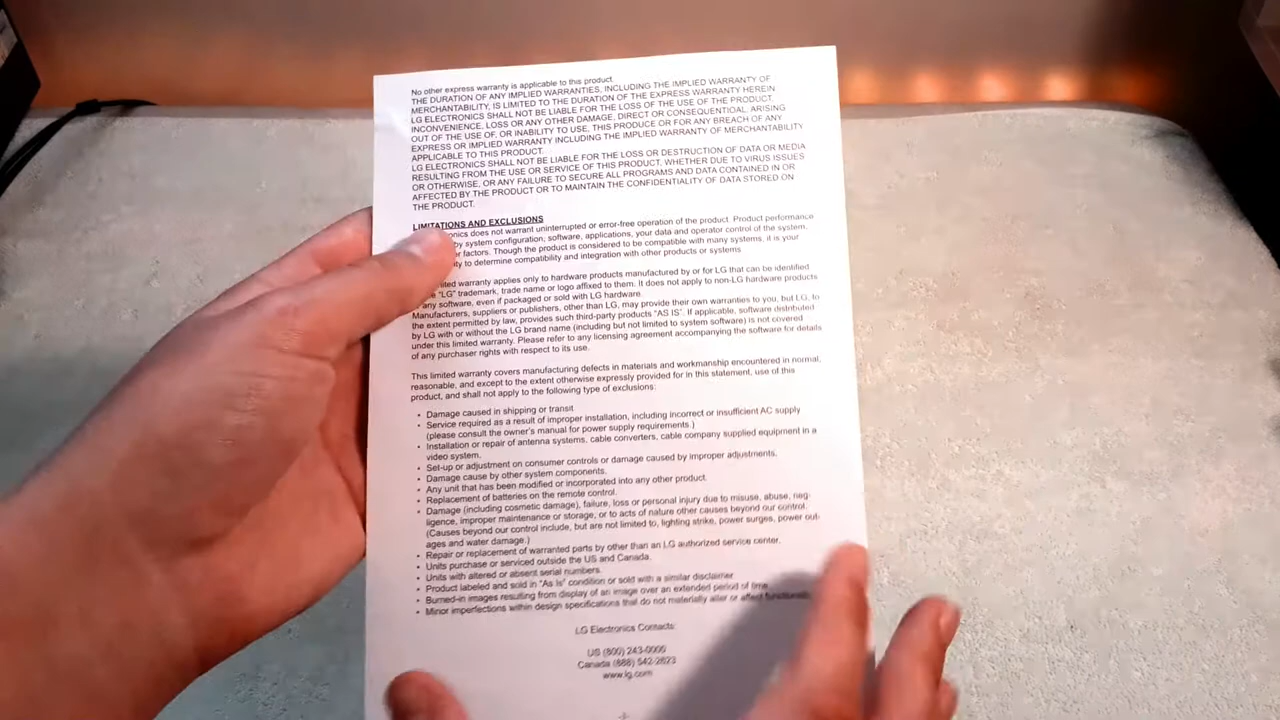 No other express warranty is applicable to this product.
THE DURATION OF ANY IMPLIED WARRANTIES, INCLUDING THE IMPLIED WARRANTY OF
MERCHANTABILITY, IS LIMITED TO THE DURATION OF THE EXPRESS WARRANTY HEREIN
LG ELECTRONICS SHALL NOT BE LIABLE FOR THE LOSS OF THE USE OF THE PRODUCT,
INCONVENIENCE, LOSS OR ANY OTHER DAMAGE, DIRECT OR CONSEQUENTIAL, ARISING
OUT OF THE USE OF, OR INABILITY TO USE, THIS PRODUCE OR FOR ANY BREACH OF ANY
EXPRESS OR IMPLIED WARRANTY INCLUDING THE IMPLIED WARRANTY OF MERCHANTABILITY
APPLICABLE TO THIS PRODUCT.
LG ELECTRONICS SHALL NOT BE LIABLE FOR THE LOSS OR DESTRUCTION OF DATA OR MEDIA
RESULTING FROM THE USE OR SERVICE OF THIS PRODUCT, WHETHER DUE TO VIRUS ISSUES
OR OTHERWISE, OR ANY FAILURE TO SECURE ALL PROGRAMS AND DATA CONTAINED IN OR
AFFECTED BY THE PRODUCT OR TO MAINTAIN THE CONFIDENTIALITY OF DATA STORED ON
THE PRODUCT.
LIMITATIONS AND EXCLUSIONS
onics does not warrant uninterrupted or error-free operation of the product. Product performance
by system configuration, software, applications, your data and operator control of the system,
r factors. Though the product is considered to be compatible with many systems, it is your
ity to determine compatibility and integration with other products or systems
ited warranty applies only to hardware products manufactured by or for LG that can be identified
"LG" trademark, trade name or logo affixed to them. It does not apply to non-LG hardware products
any software, even if packaged or sold with LG hardware
Manufacturers, suppliers or publishers, other than LG, may provide their own warranties to you, but LG, to
the extent permitted by law, provides such third-party products "AS IS". If applicable, software distributed
by LG with or without the LG brand name (including but not limited to system software) is not covered
under this limited warranty. Please refer to any licensing agreement accompanying the software for details
of any purchaser rights with respect to its use.
This limited warranty covers manufacturing defects in materials and workmanship encountered in normal,
reasonable, and except to the extent otherwise expressly provided for in this statement, use of this
product, and shall not apply to the following type of exclusions:
• Damage caused in shipping or transit
• Service required as a result of improper installation, including incorrect or insufficient AC supply
(please consult the owner's manual for power supply requirements.)
• Installation or repair of antenna systems, cable converters, cable company supplied equipment in a
video system.
• Set-up or adjustment on consumer controls or damage caused by improper adjustments.
• Damage cause by other system components.
• Any unit that has been modified or incorporated into any other product.
• Replacement of batteries on the remote control.
• Damage (including cosmetic damage), failure, loss or personal injury due to misuse, abuse, neg-
ligence, improper maintenance or storage, or to acts of nature other causes beyond our control.
(Causes beyond our control include, but are not limited to, lighting strike, power surges, power out-
ages and water damage.)
• Repair or replacement of warranted parts by other than an LG authorized service center.
• Units purchase or serviced outside the US and Canada.
• Units with altered or absent serial numbers.
• Product labeled and sold in "As Is" condition or sold with a similar disclaimer
• Burned-in images resulting from display of an image over an extended period of time.
• Minor imperfections within design specifications that do not materially alter or affect functionality.
LG Electronics Contacts:
US (800) 243-0000
Canada (888) 542-2623
www.lg.com